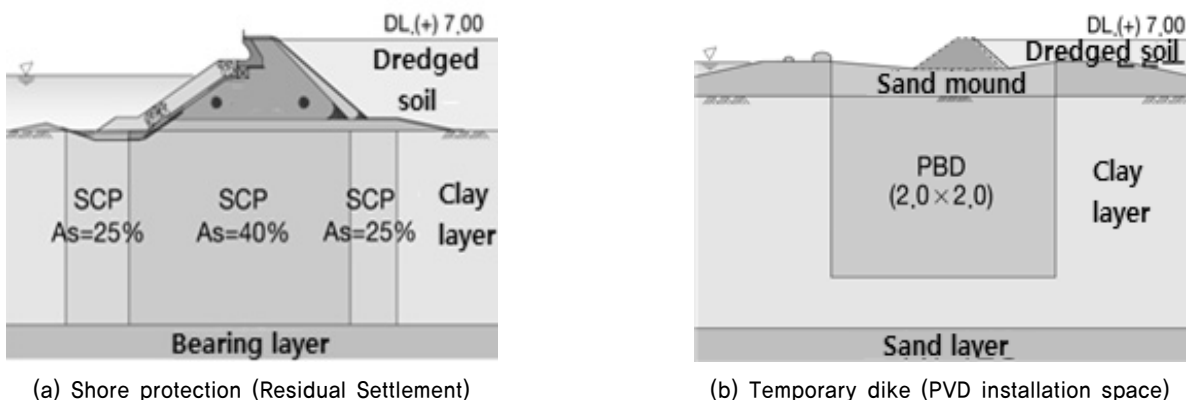 DL.(+) 7.00
Dredged
soil
SCP
As=25%
SCP
As=40%
SCP
As=25%
Clay
layer
Bearing layer
(a) Shore protection (Residual Settlement)
DL.(+) 7.00
Dredged soil
Sand mound
PBD
(2.0×2.0)
Clay
layer
Sand layer
(b) Temporary dike (PVD installation space)